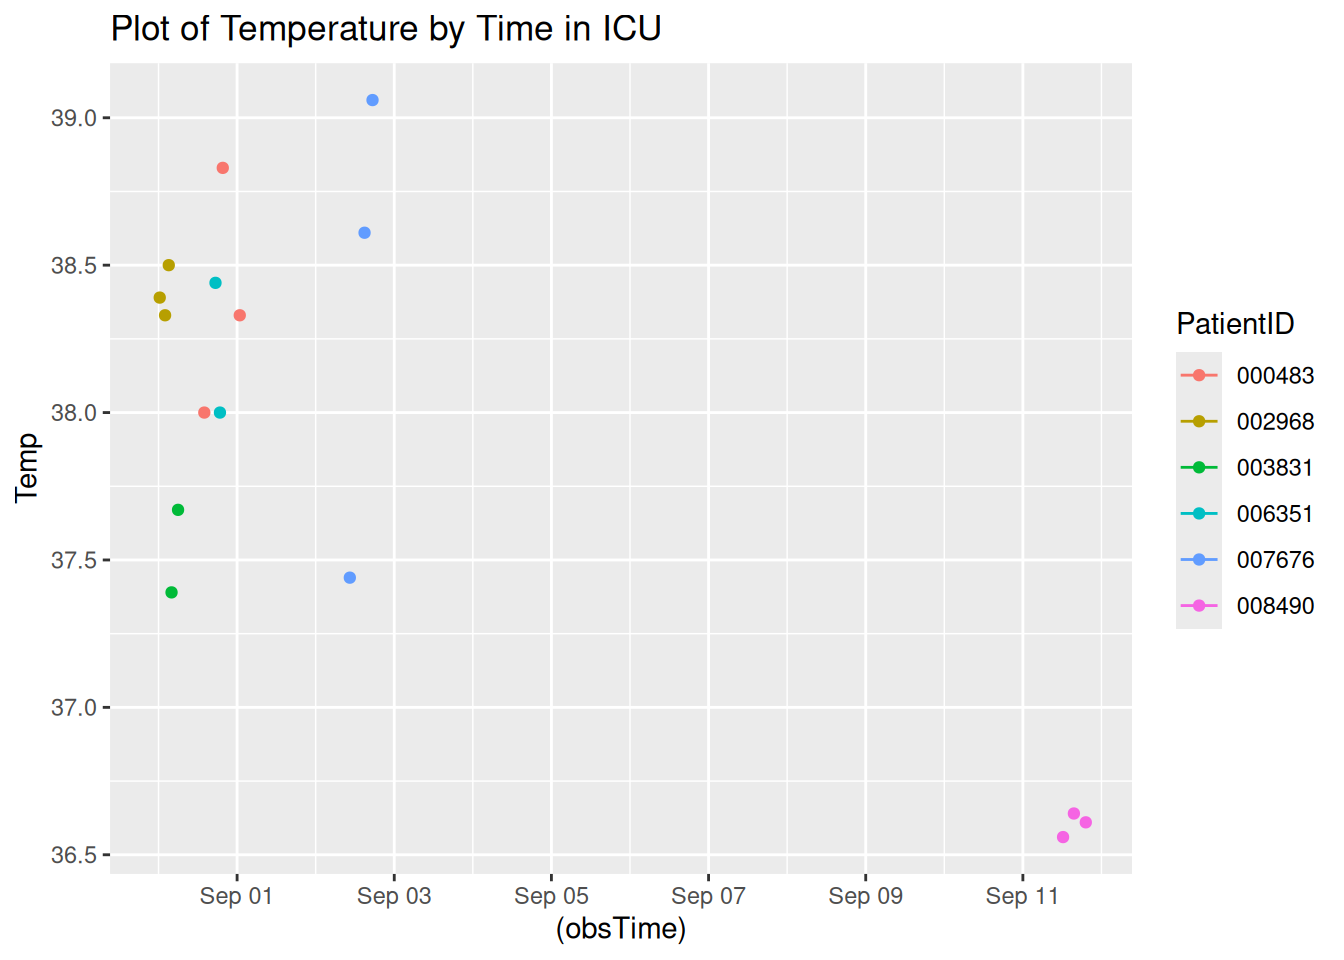 Plot of Temperature by Time in ICU
39.0
38.5
38.0
37.5
37.0
36.5
Temp
Sep 01 Sep 03 Sep 05 Sep 07 Sep 09 Sep 11
(obsTime)
PatientID
000483
002968
003831
006351
007676
008490